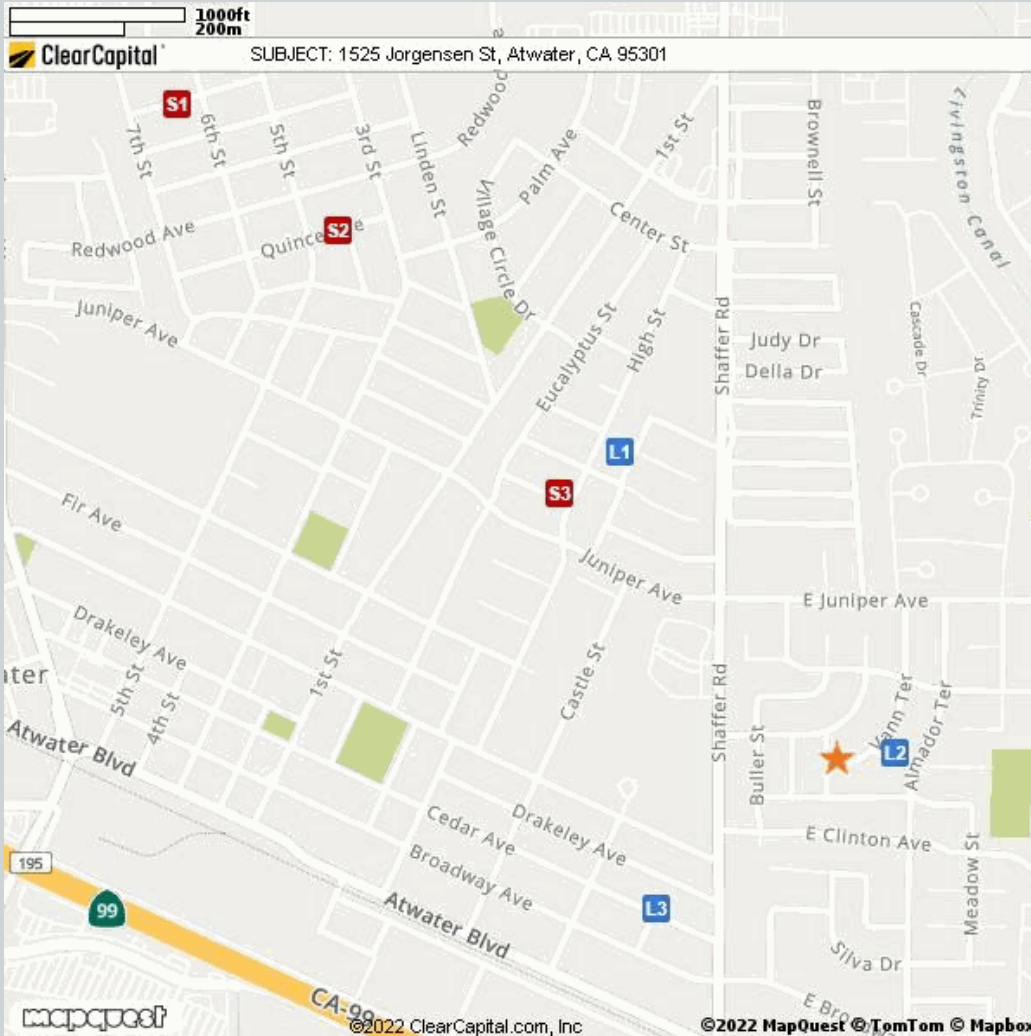 1000ft
200m
ClearCapital
SUBJECT: 1525 Jorgensen St, Atwater, CA 95301
S1
7th St
6th St
5th St
3rd St
Linden St
Redwood
Palm Ave
1st St
Brownell St
Livingston Canal
Village Circle Dr
Center St
Redwood Ave
Quince
S2
Juniper Ave
Eucalyptus St
High St
Shaffer Rd
Judy Dr
Della Dr
Cascade Dr
Trinity Dr
L1
S3
Fir Ave
Juniper Ave
E Juniper Ave
Drakeley Ave
5th St
4th St
1st St
Castle St
Shaffer Rd
Buller St
Vann Ter
Almador Ter
L2
Atwater Blvd
Cedar Ave
Drakeley Ave
E Clinton Ave
Meadow St
Broadway Ave
195
99
Atwater Blvd
L3
Silva Dr
CA-99
mapquest
©2022 ClearCapital.com, Inc
©2022 MapQuest © TomTom © Mapbo